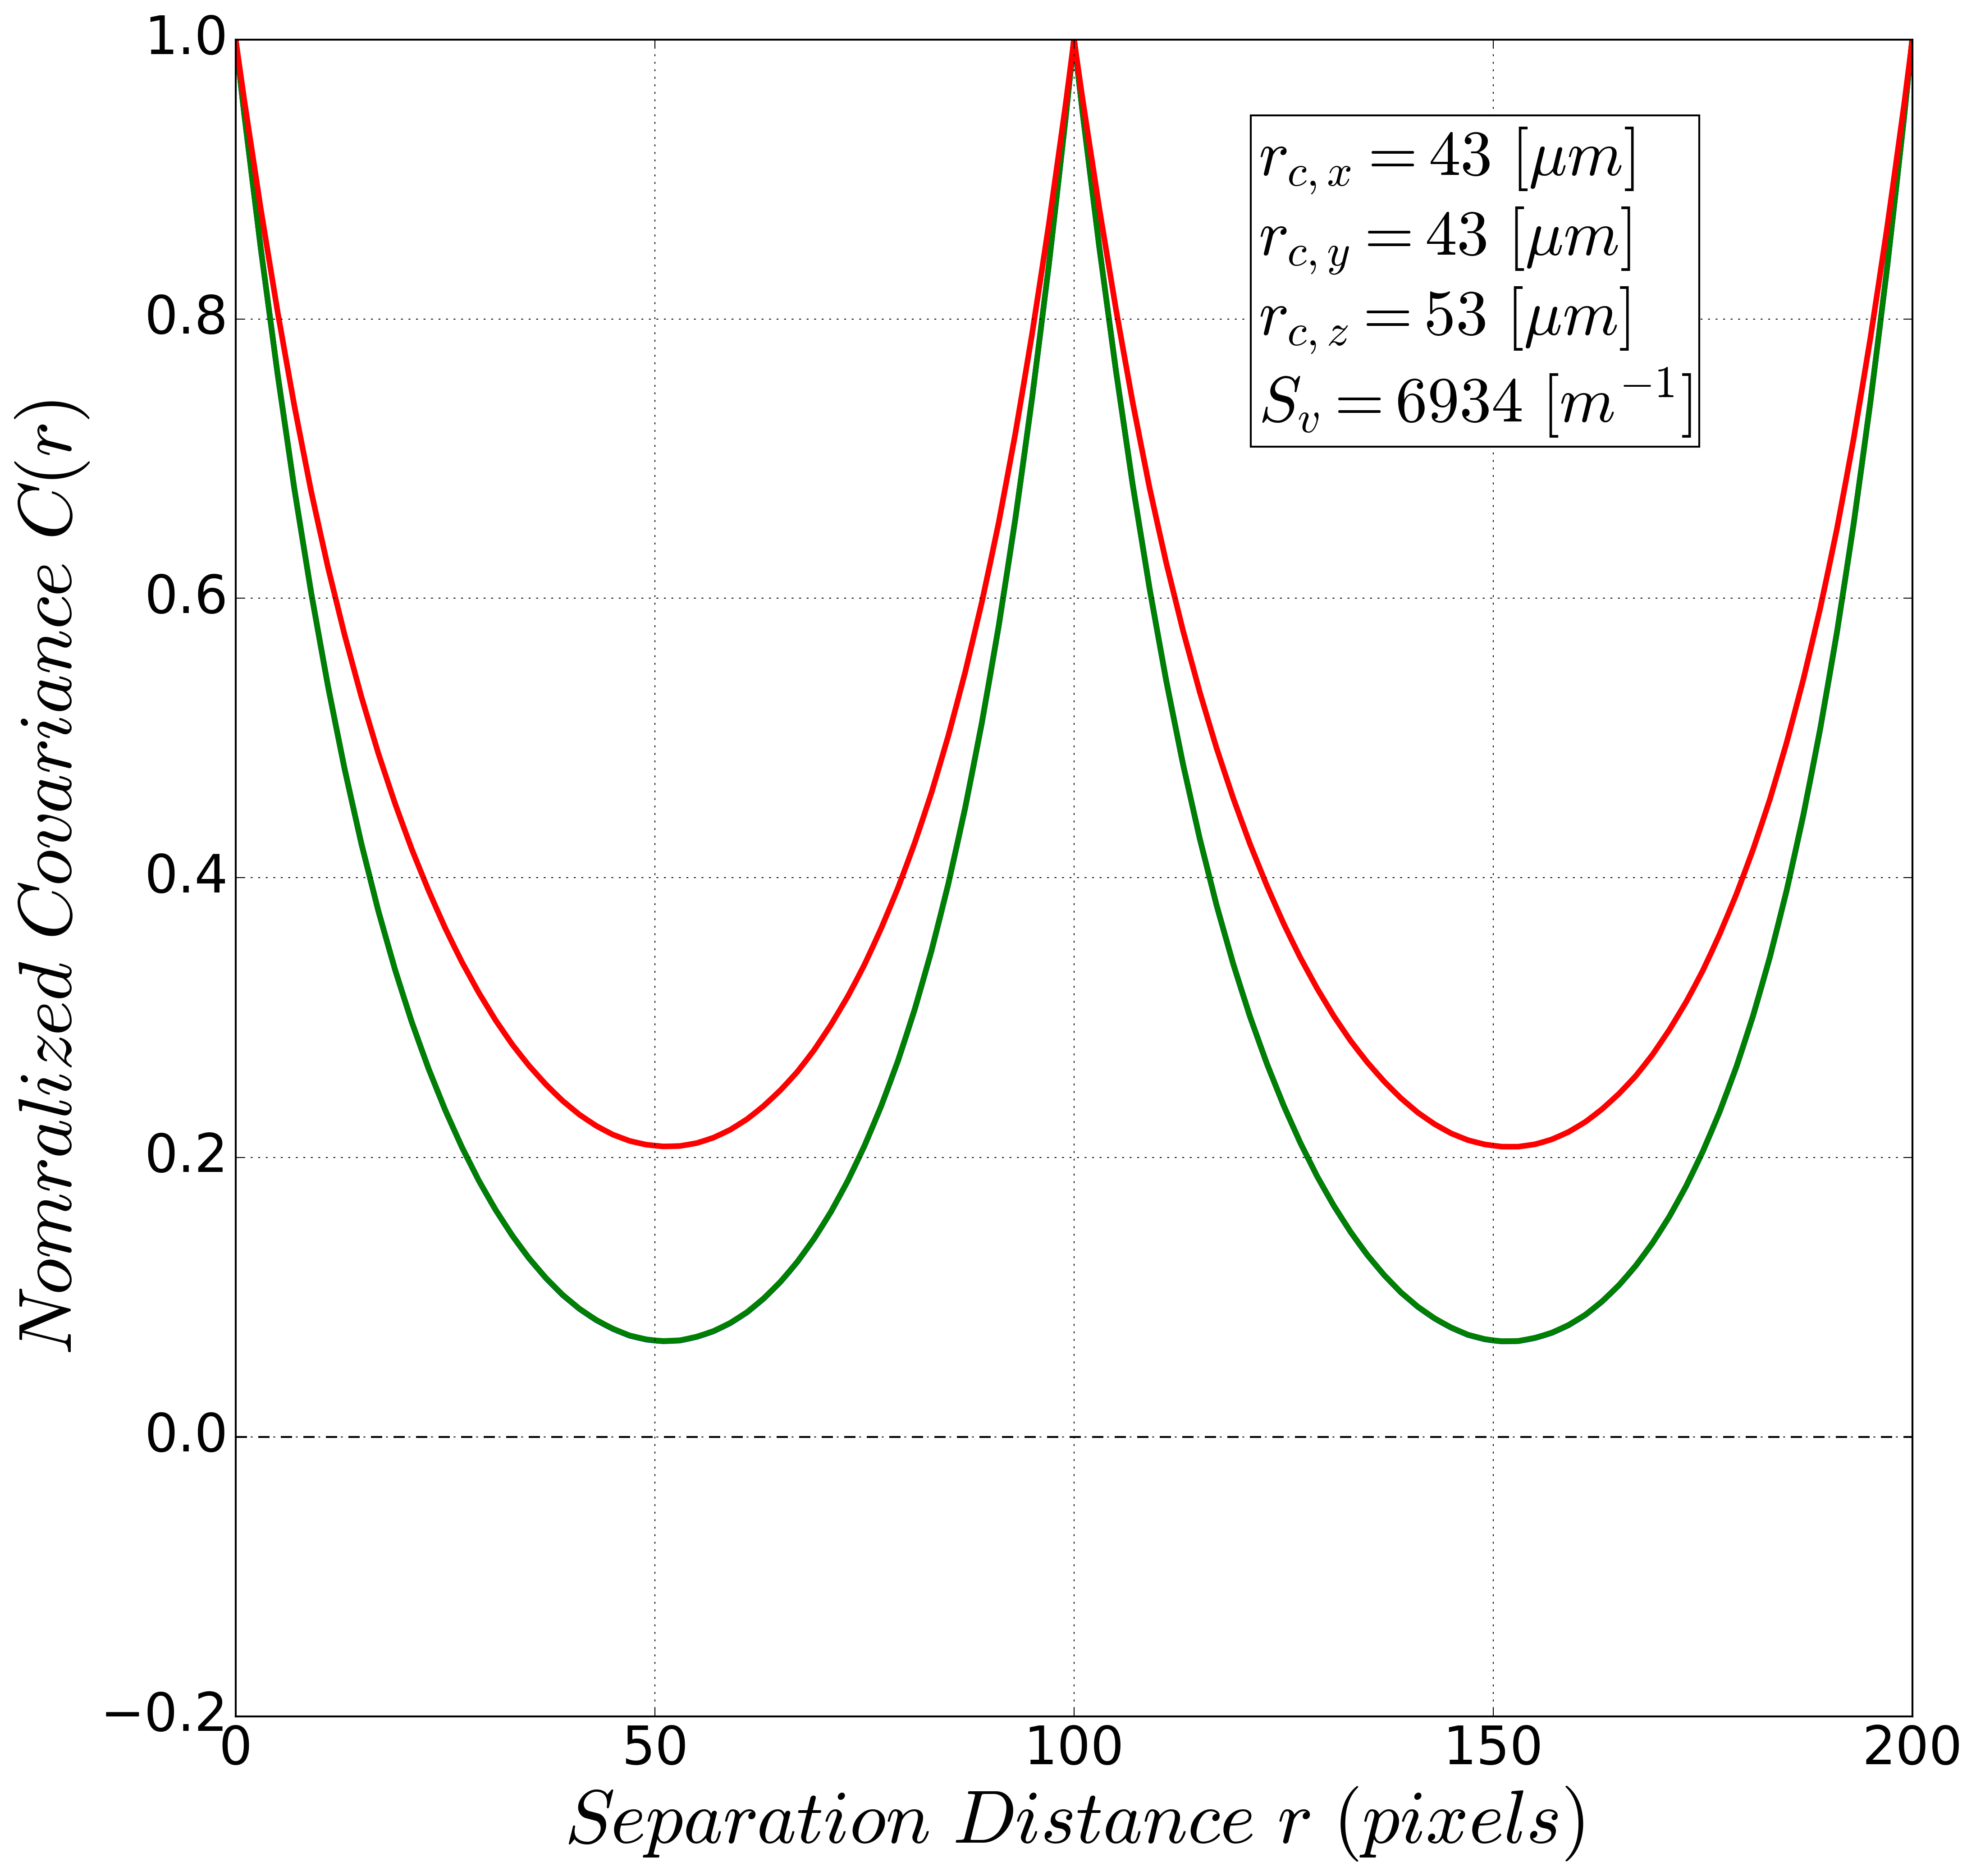 1.0
0.8
0.6
0.4
0.2
0.0
−0.2
0
50
100
150
200
Nomralized Covariance C(r)
Separation Distance r (pixels)
r_{c,x} = 43 [μm]
r_{c,y} = 43 [μm]
r_{c,z} = 53 [μm]
S_v = 6934 [m^{−1}]